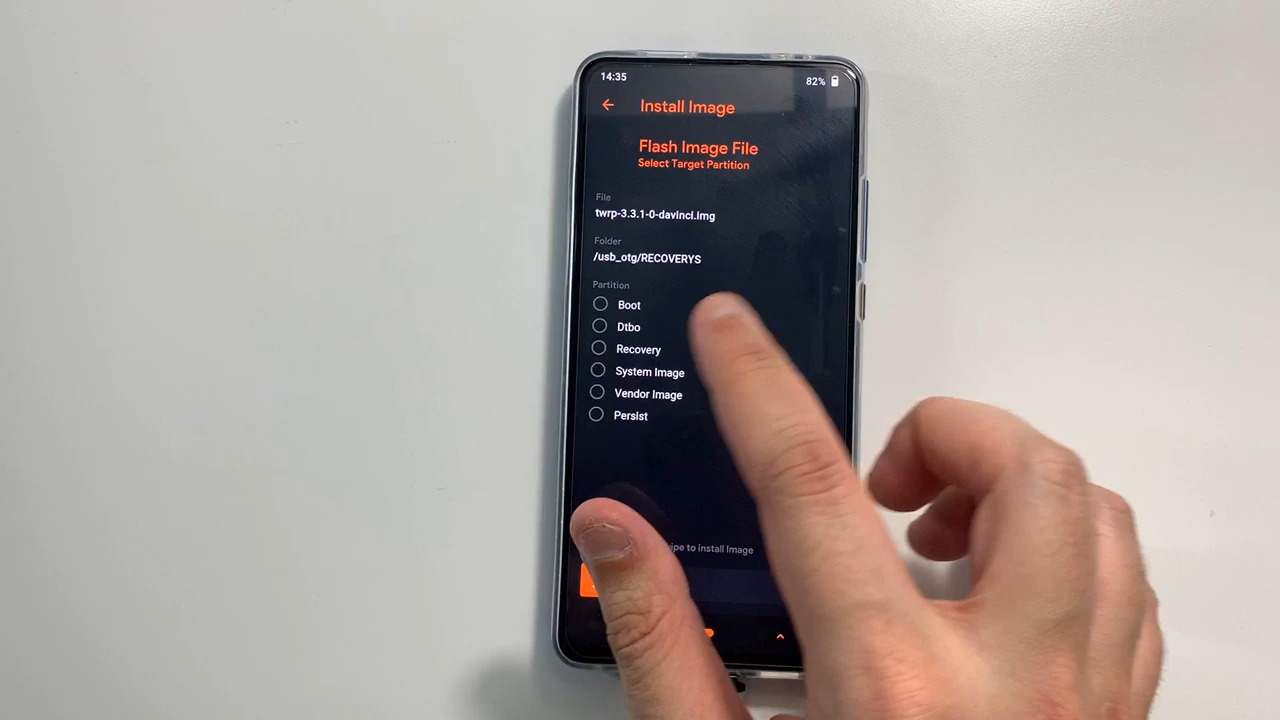 14:35
82%
Install Image
Flash Image File
Select Target Partition
File
twrp-3.3.1-0-davinci.img
Folder
/usb_otg/RECOVERYS
Partition
Boot
Dtbo
Recovery
System Image
Vendor Image
Persist
to install Image